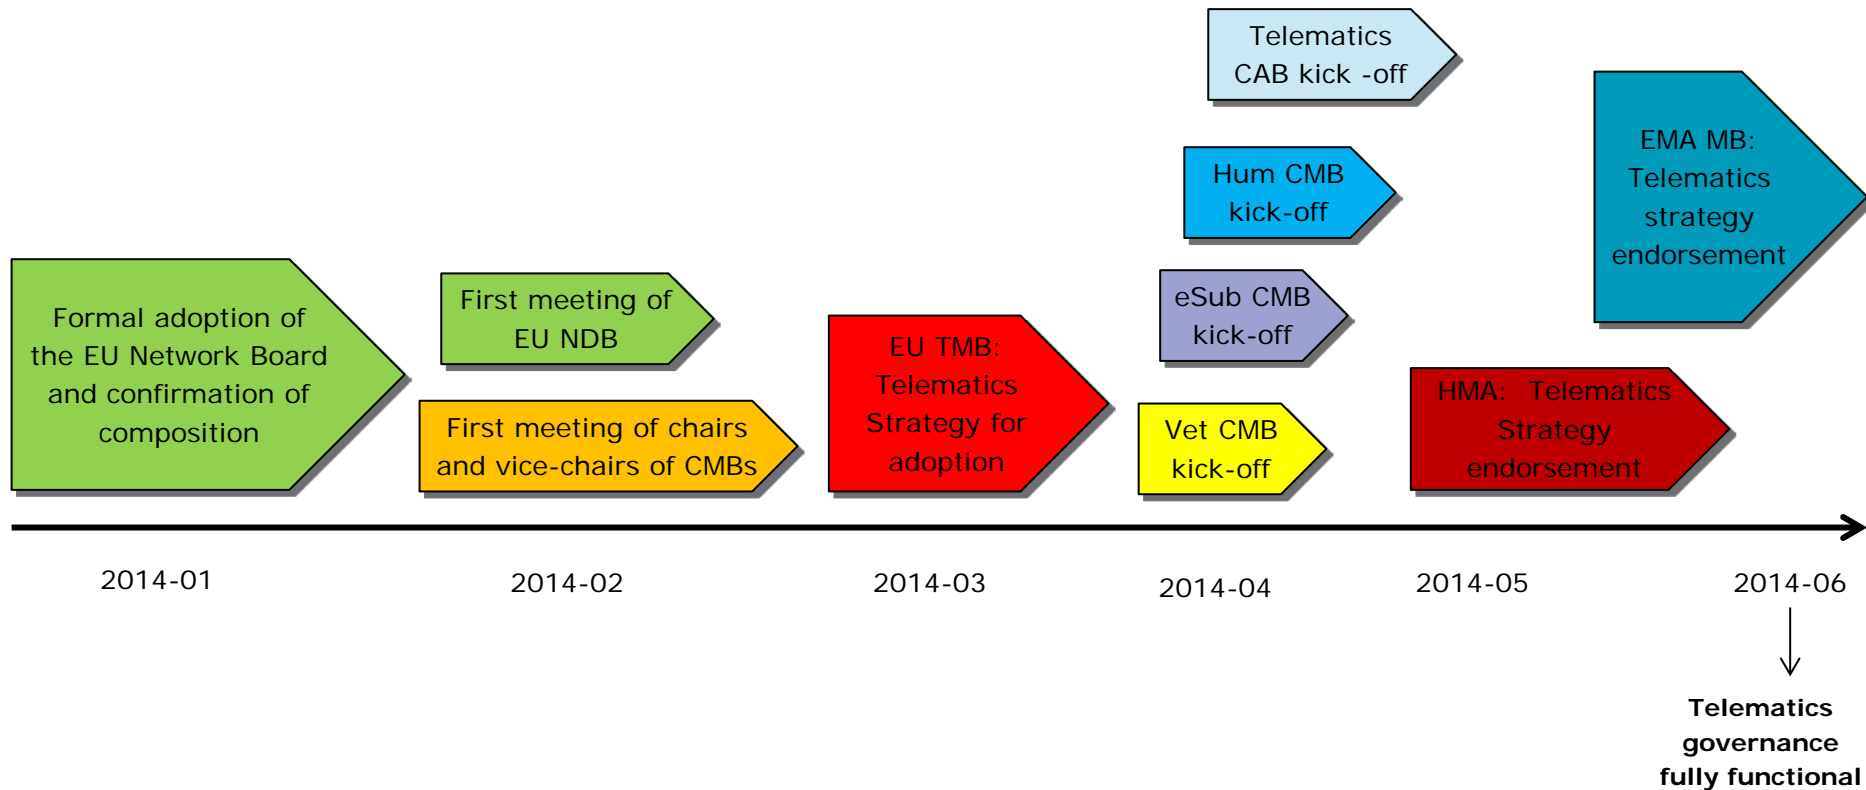 Telematics
CAB kick -off
Hum CMB
kick-off
EMA MB:
Telematics
strategy
endorsement
Formal adoption of
the EU Network Board
and confirmation of
composition
First meeting of
EU NDB
First meeting of chairs
and vice-chairs of CMBs
EU TMB:
Telematics
Strategy for
adoption
eSub CMB
kick-off
Vet CMB
kick-off
HMA:  Telematics
Strategy
endorsement
2014-01
2014-02
2014-03
2014-04
2014-05
2014-06
Telematics
governance
fully functional